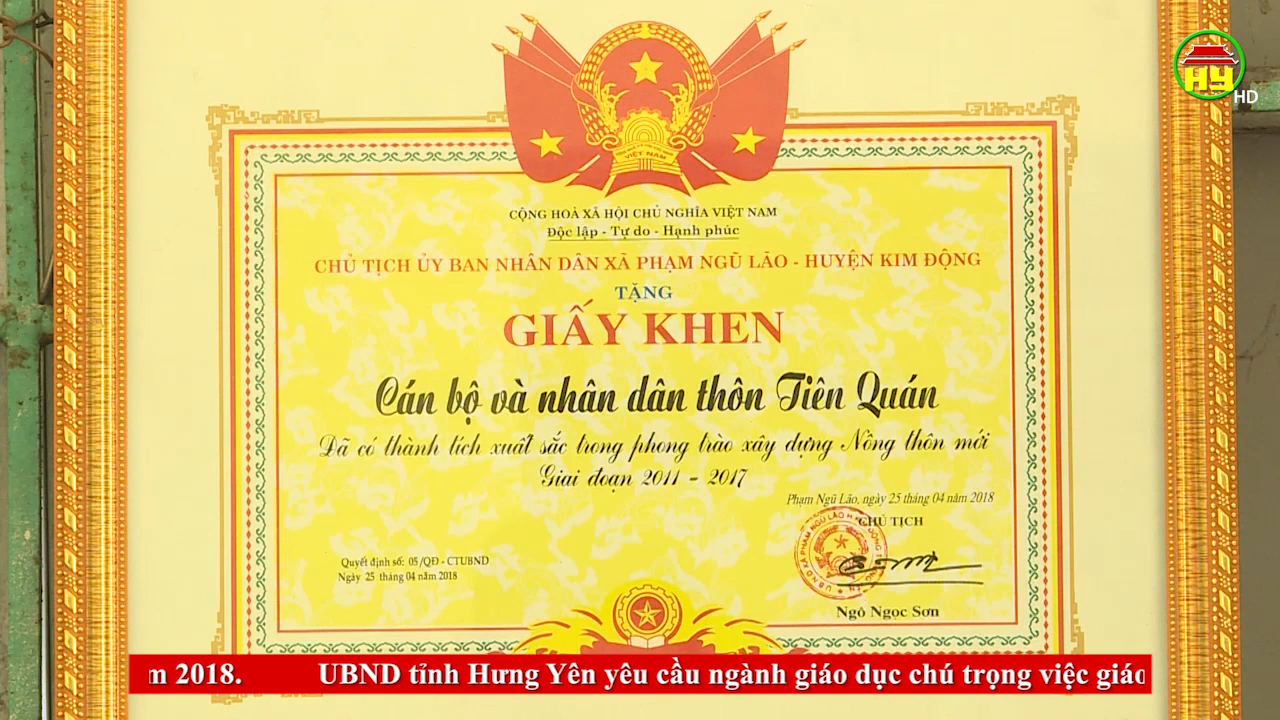 HY
HD
VIỆT NAM
CỘNG HOÀ XÃ HỘI CHỦ NGHĨA VIỆT NAM
Độc lập - Tự do - Hạnh phúc
CHỦ TỊCH ỦY BAN NHÂN DÂN XÃ PHẠM NGŨ LÃO - HUYỆN KIM ĐỘNG
TẶNG
GIẤY KHEN
Cán bộ và nhân dân thôn Tiên Quán
Đã có thành tích xuất sắc trong phong trào xây dựng Nông thôn mới
Giai đoạn 2011 - 2017
Phạm Ngũ Lão, ngày 25 tháng 04 năm 2018
CHỦ TỊCH
Quyết định số: 05/QĐ - CTUBND
Ngày 25 tháng 04 năm 2018
Ngô Ngọc Sơn
m 2018. UBND tỉnh Hưng Yên yêu cầu ngành giáo dục chú trọng việc giáo